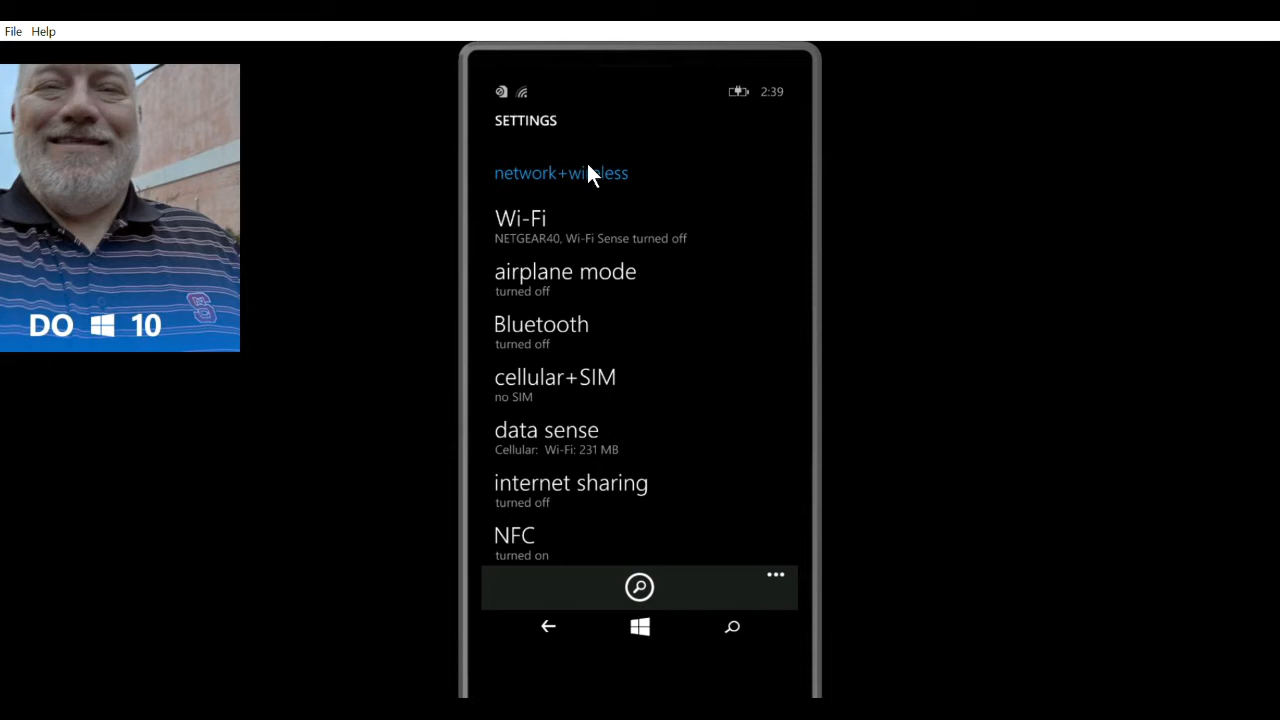 File Help
2:39
SETTINGS
network+wireless
Wi-Fi
NETGEAR40, Wi-Fi Sense turned off
airplane mode
turned off
Bluetooth
turned off
cellular+SIM
no SIM
data sense
Cellular: Wi-Fi: 231 MB
internet sharing
turned off
NFC
turned on
DO 10